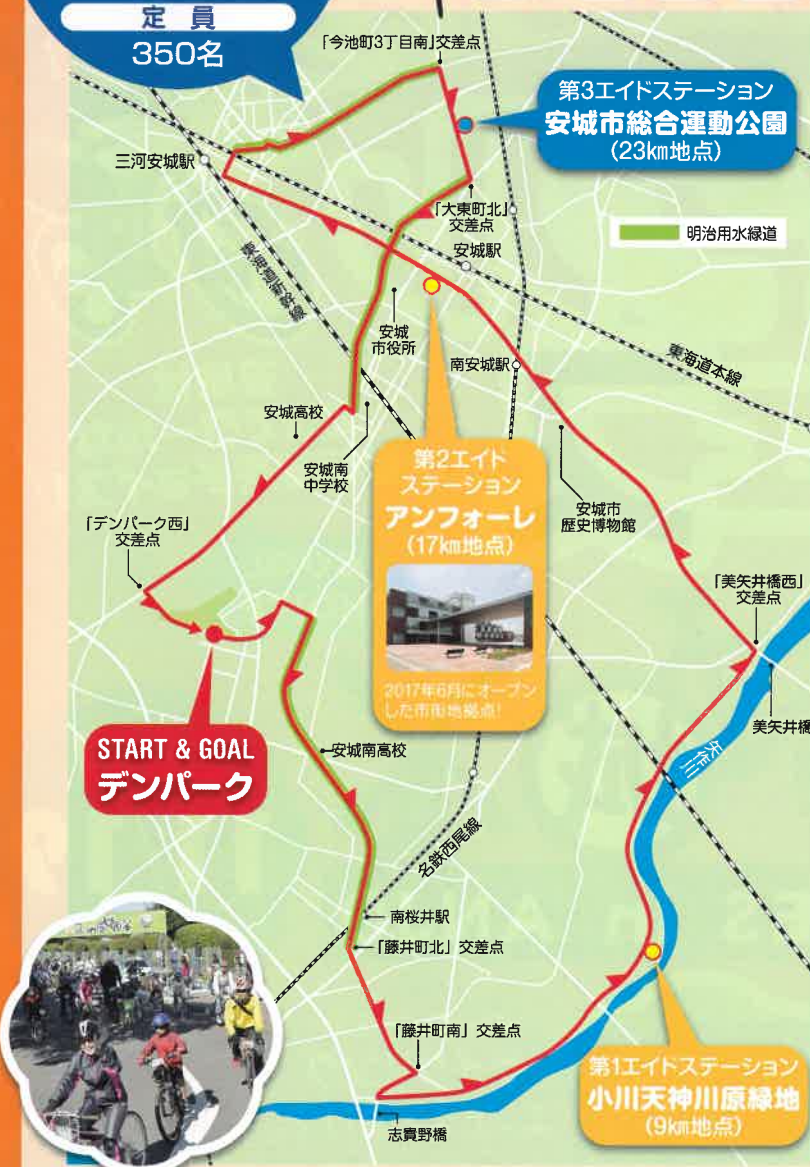 定員
350名
「今池町3丁目南」交差点
第3エイドステーション
安城市総合運動公園
(23km地点)
三河安城駅
「大東町北」
交差点
明治用水緑道
安城駅
東海道新幹線
安城
市役所
南安城駅
東海道本線
安城高校
安城南
中学校
第2エイド
ステーション
アンフォーレ
(17km地点)
2017年6月にオープン
した市街地拠点!
安城市
歴史博物館
「デンパーク西」
交差点
「美矢井橋西」
交差点
美矢井橋
矢作川
START & GOAL
デンパーク
安城南高校
名鉄西尾線
南桜井駅
「藤井町北」交差点
「藤井町南」交差点
第1エイドステーション
小川天神川原緑地
(9km地点)
志貴野橋